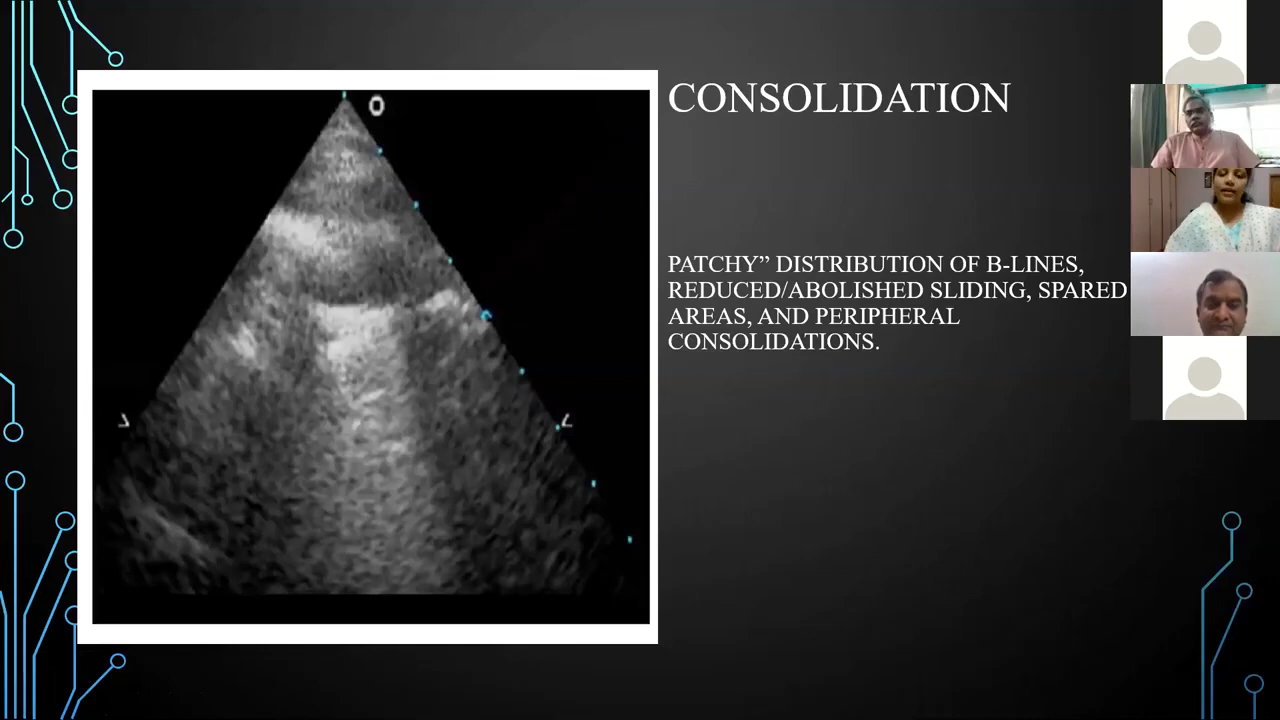 CONSOLIDATION
PATCHY” DISTRIBUTION OF B-LINES,
REDUCED/ABOLISHED SLIDING, SPARED
AREAS, AND PERIPHERAL
CONSOLIDATIONS.